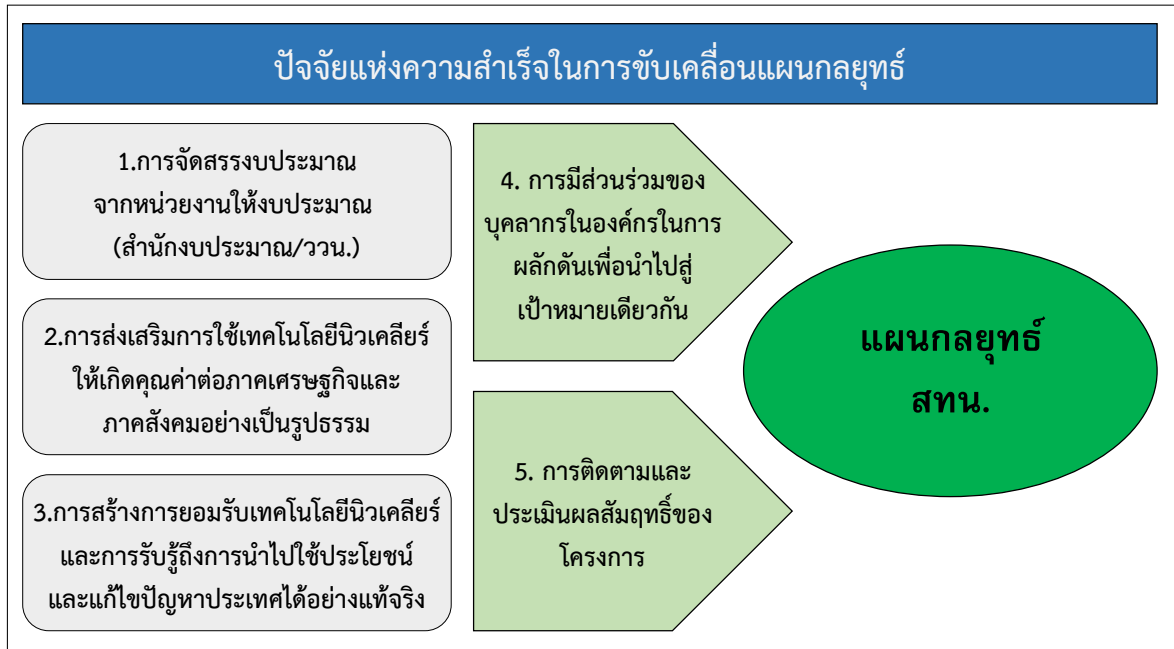 ปัจจัยแห่งความสำเร็จในการขับเคลื่อนแผนกลยุทธ์
1.การจัดสรรงบประมาณ
จากหน่วยงานให้งบประมาณ
(สำนักงบประมาณ/ววน.)
2.การส่งเสริมการใช้เทคโนโลยีนิวเคลียร์
ให้เกิดคุณค่าต่อภาคเศรษฐกิจและ
ภาคสังคมอย่างเป็นรูปธรรม
3.การสร้างการยอมรับเทคโนโลยีนิวเคลียร์
และการรับรู้ถึงการนำไปใช้ประโยชน์
และแก้ไขปัญหาประเทศได้อย่างแท้จริง
4. การมีส่วนร่วมของ
บุคลากรในองค์กรในการ
ผลักดันเพื่อนำไปสู่
เป้าหมายเดียวกัน
5. การติดตามและ
ประเมินผลสัมฤทธิ์ของ
โครงการ
แผนกลยุทธ์
สทน.